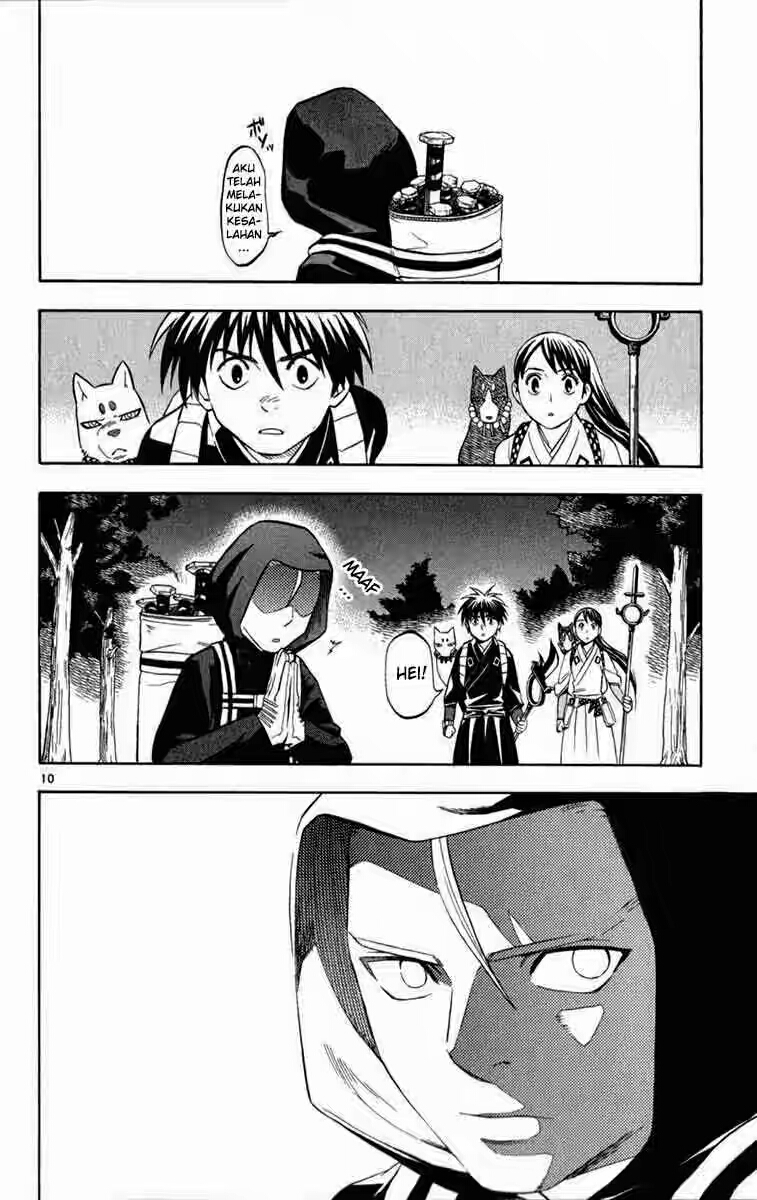 ボソッ
AKU
TELAH
MELA-
KUKAN
KESA-
LAHAN
...
MAAF
...
HEI!
10